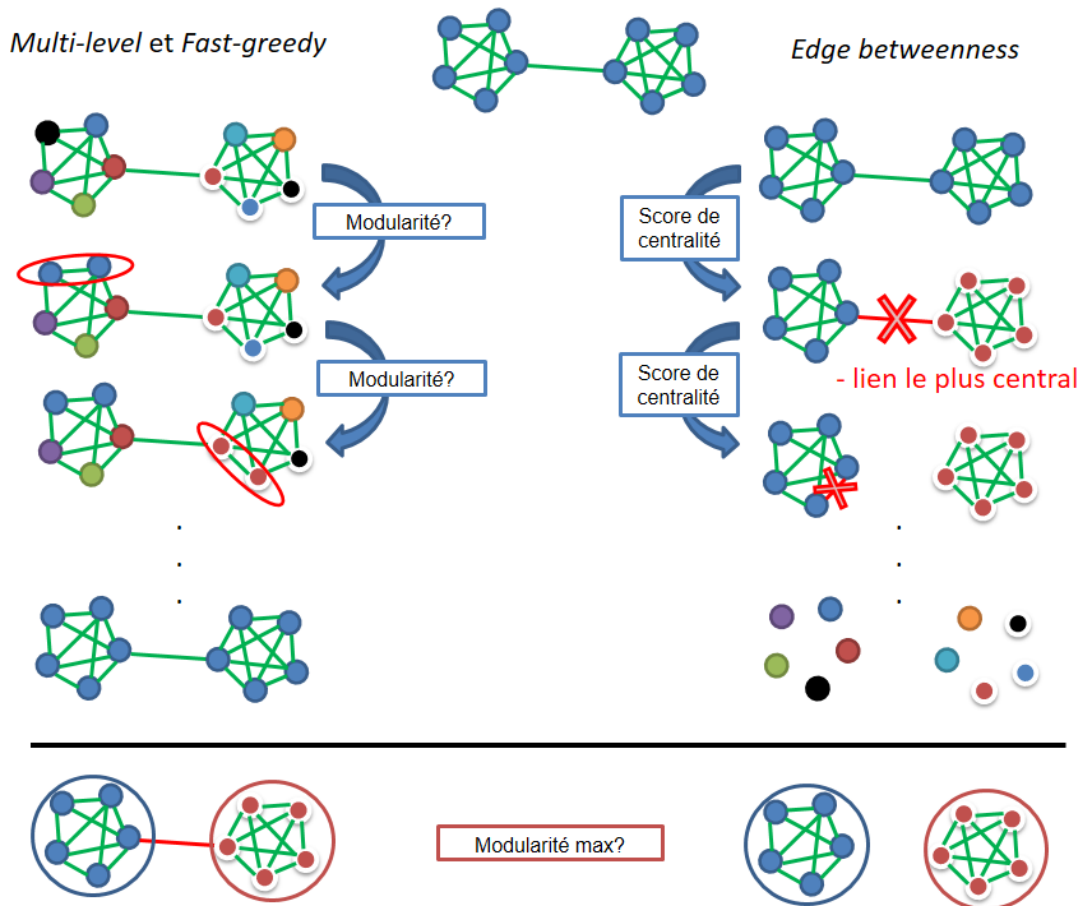 Multi-level et Fast-greedy
Edge betweenness
Modularité?
Score de
centralité
Modularité?
Score de
centralité
- lien le plus central
Modularité max?